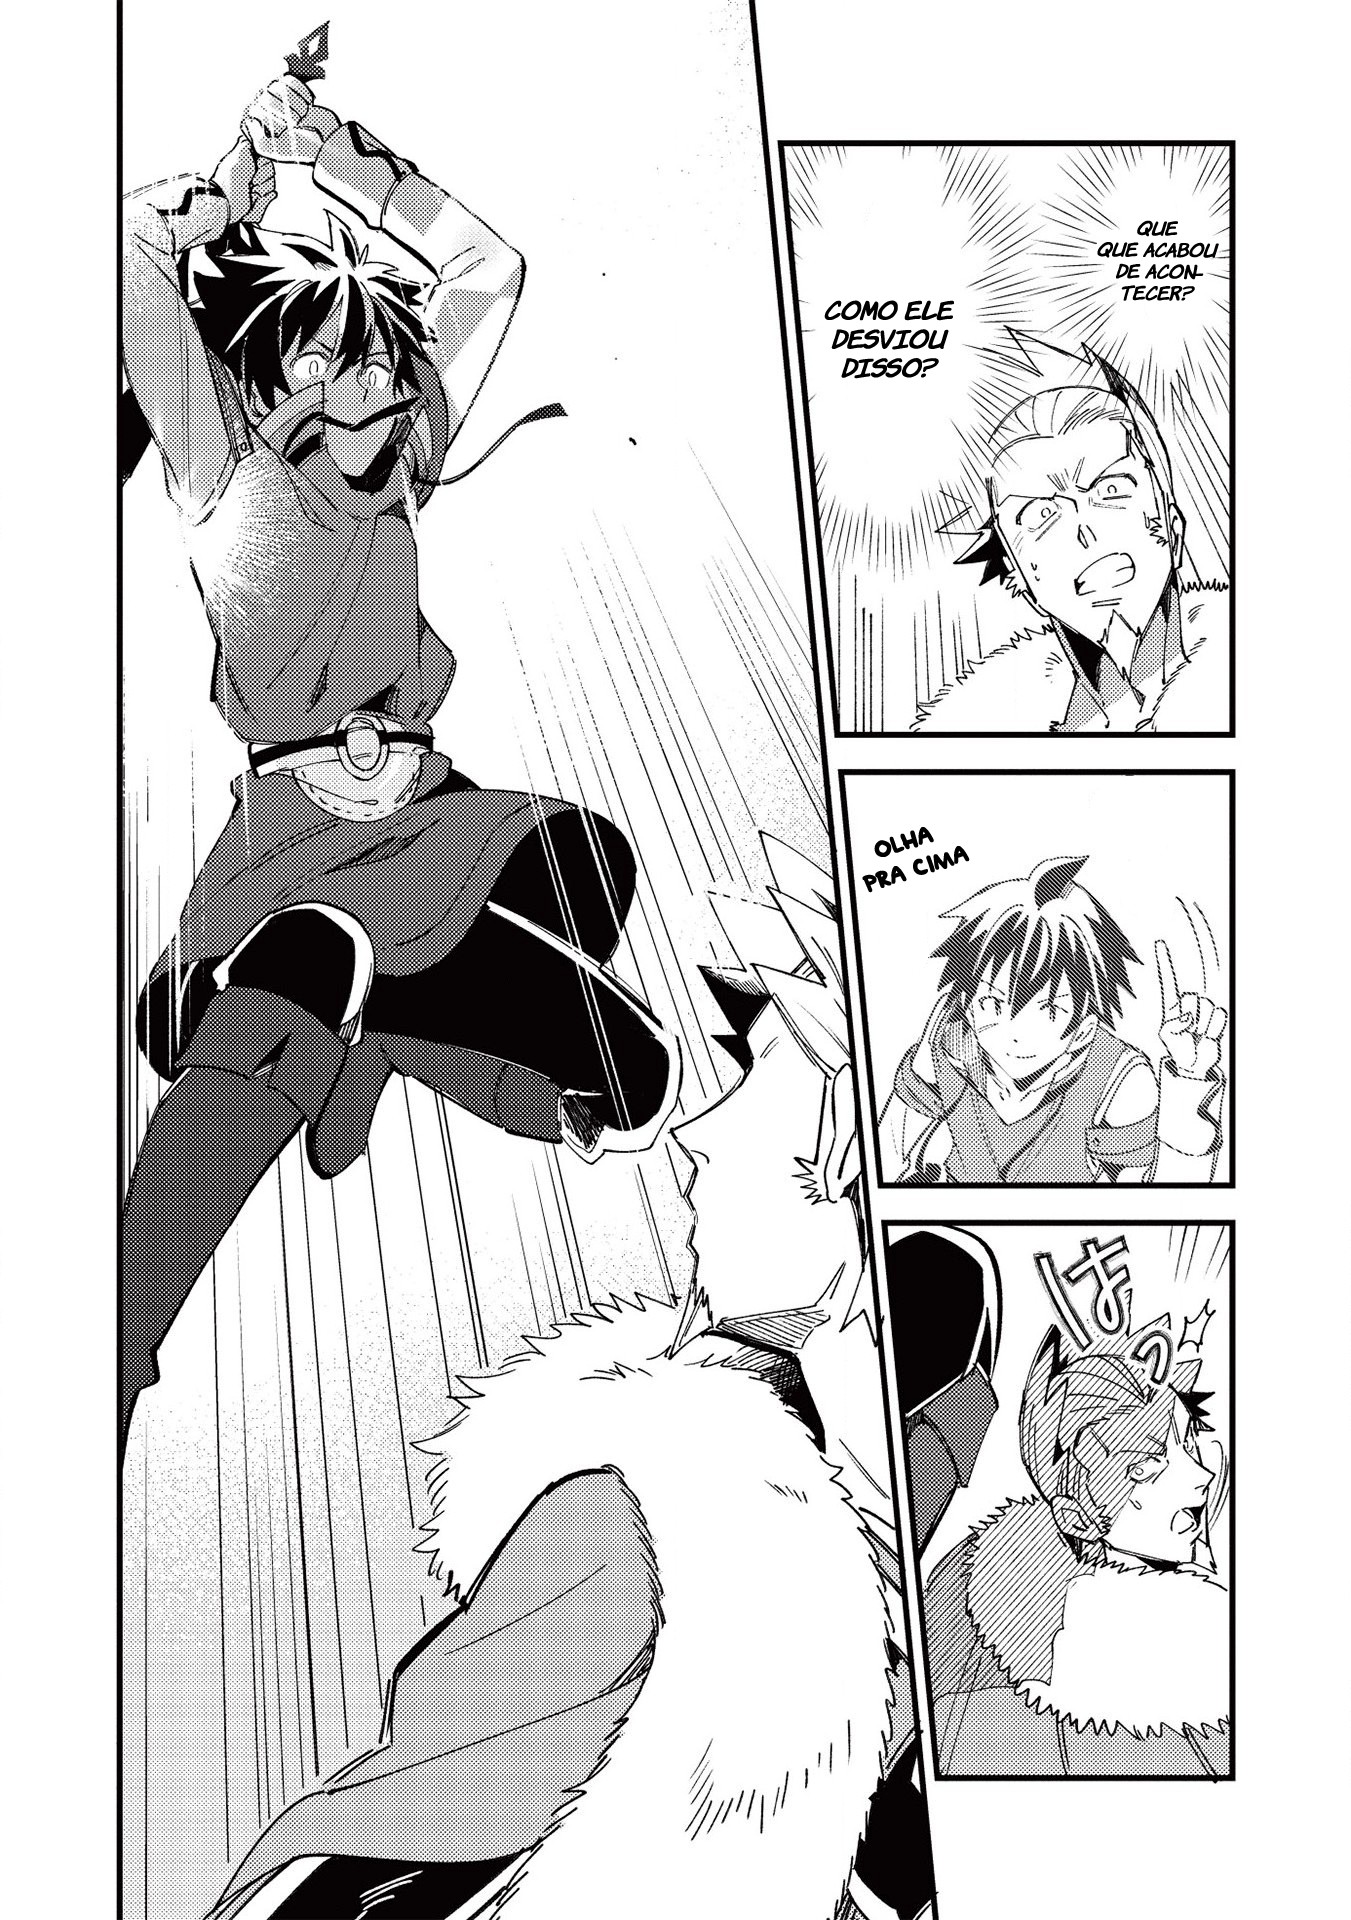 QUE
QUE ACABOU
DE ACON-
TECER?
COMO ELE
DESVIOU
DISSO?
OLHA
PRA CIMA
はっ